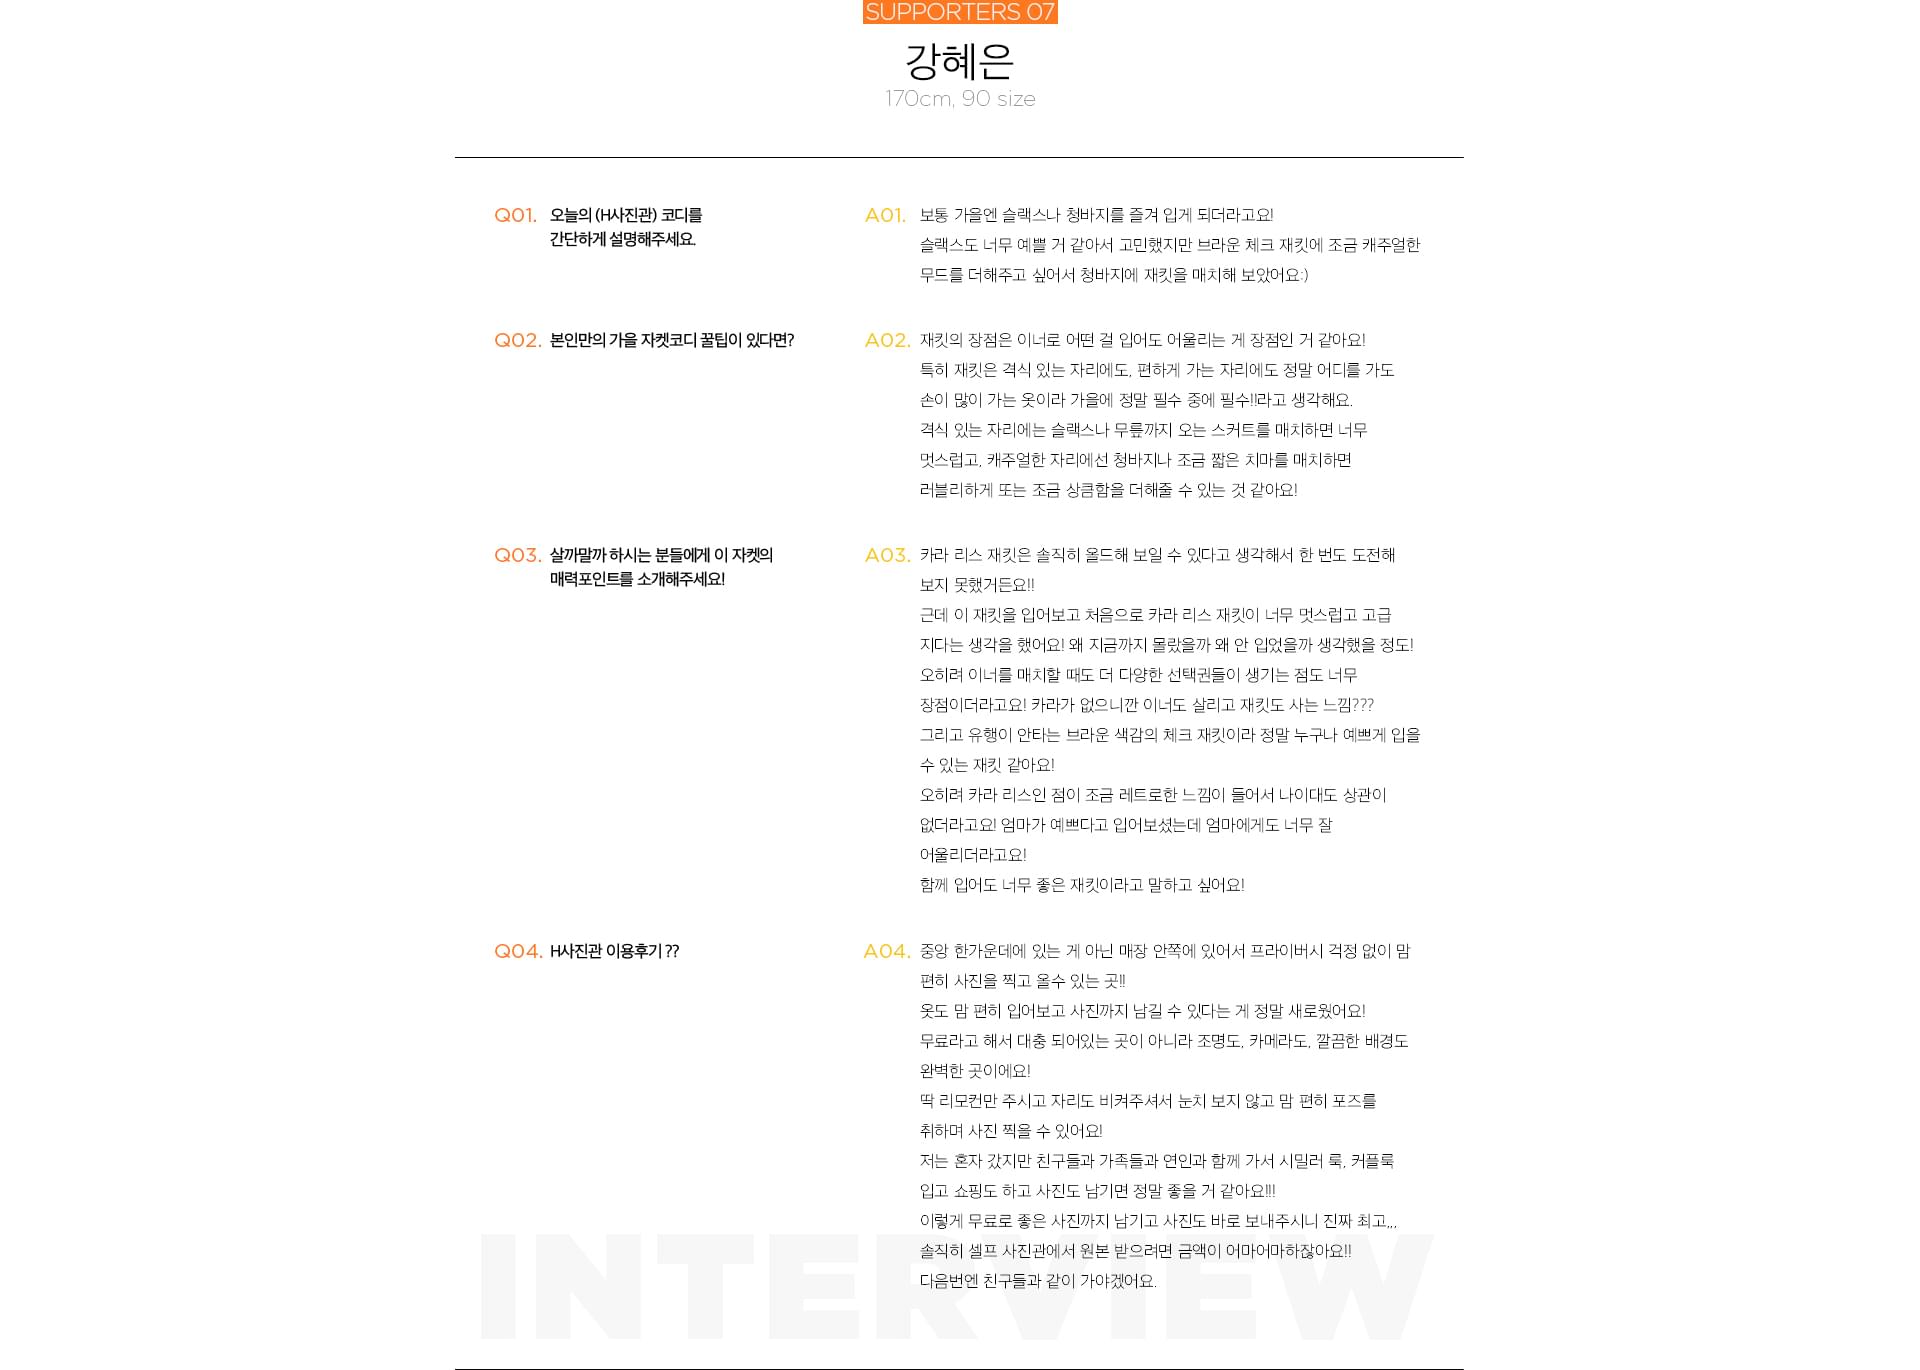 SUPPORTERS 07
강혜은
170cm, 90 size
Q01. 오늘의 (H사진관) 코디를
간단하게 설명해주세요.
A01. 보통 가을엔 슬랙스나 청바지를 즐겨 입게 되더라고요!
슬랙스도 너무 예쁠 거 같아서 고민했지만 브라운 체크 재킷에 조금 캐주얼한
무드를 더해주고 싶어서 청바지에 재킷을 매치해 보았어요:)
Q02. 본인만의 가을 자켓코디 꿀팁이 있다면?
A02. 재킷의 장점은 이너로 어떤 걸 입어도 어울리는 게 장점인 거 같아요!
특히 재킷은 격식 있는 자리에도, 편하게 가는 자리에도 정말 어디를 가도
손이 많이 가는 옷이라 가을에 정말 필수 중에 필수!!라고 생각해요.
격식 있는 자리에는 슬랙스나 무릎까지 오는 스커트를 매치하면 너무
멋스럽고, 캐주얼한 자리에선 청바지나 조금 짧은 치마를 매치하면
러블리하게 또는 조금 상큼함을 더해줄 수 있는 것 같아요!
Q03. 살까말까 하시는 분들에게 이 자켓의
매력포인트를 소개해주세요!
A03. 카라 리스 재킷은 솔직히 올드해 보일 수 있다고 생각해서 한 번도 도전해
보지 못했거든요!!
근데 이 재킷을 입어보고 처음으로 카라 리스 재킷이 너무 멋스럽고 고급
지다는 생각을 했어요! 왜 지금까지 몰랐을까 왜 안 입었을까 생각했을 정도!
오히려 이너를 매치할 때도 더 다양한 선택권들이 생기는 점도 너무
장점이더라고요! 카라가 없으니깐 이너도 살리고 재킷도 사는 느낌???
그리고 유행이 안타는 브라운 색감의 체크 재킷이라 정말 누구나 예쁘게 입을
수 있는 재킷 같아요!
오히려 카라 리스인 점이 조금 레트로한 느낌이 들어서 나이대도 상관이
없더라고요! 엄마가 예쁘다고 입어보셨는데 엄마에게도 너무 잘
어울리더라고요!
함께 입어도 너무 좋은 재킷이라고 말하고 싶어요!
Q04. H사진관 이용후기 ??
A04. 중앙 한가운데에 있는 게 아닌 매장 안쪽에 있어서 프라이버시 걱정 없이 맘
편히 사진을 찍고 올수 있는 곳!!
옷도 맘 편히 입어보고 사진까지 남길 수 있다는 게 정말 새로웠어요!
무료라고 해서 대충 되어있는 곳이 아니라 조명도, 카메라도, 깔끔한 배경도
완벽한 곳이에요!
딱 리모컨만 주시고 자리도 비켜주셔서 눈치 보지 않고 맘 편히 포즈를
취하며 사진 찍을 수 있어요!
저는 혼자 갔지만 친구들과 가족들과 연인과 함께 가서 시밀러 룩, 커플룩
입고 쇼핑도 하고 사진도 남기면 정말 좋을 거 같아요!!!
이렇게 무료로 좋은 사진까지 남기고 사진도 바로 보내주시니 진짜 최고,,,
솔직히 셀프 사진관에서 원본 받으려면 금액이 어마어마하잖아요!!
다음번엔 친구들과 같이 가야겠어요.
INTERVIEW